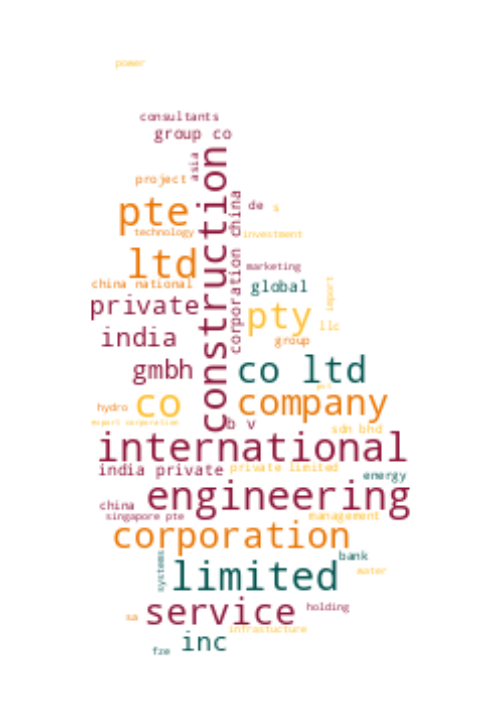 power
consultants
group co
asia
project
construction
china
pte
de
s
technology
investment
ltd
corporation
marketing
china national
global
import
private
pty
llc
india
group
gmbh
co ltd
co
company
hydro
export corporation
b v
sdn bhd
international
india private
private limited
energy
china
engineering
singapore pte
management
corporation
bank
systems
limited
water
service
holding
sa
infrastucture
inc
fze